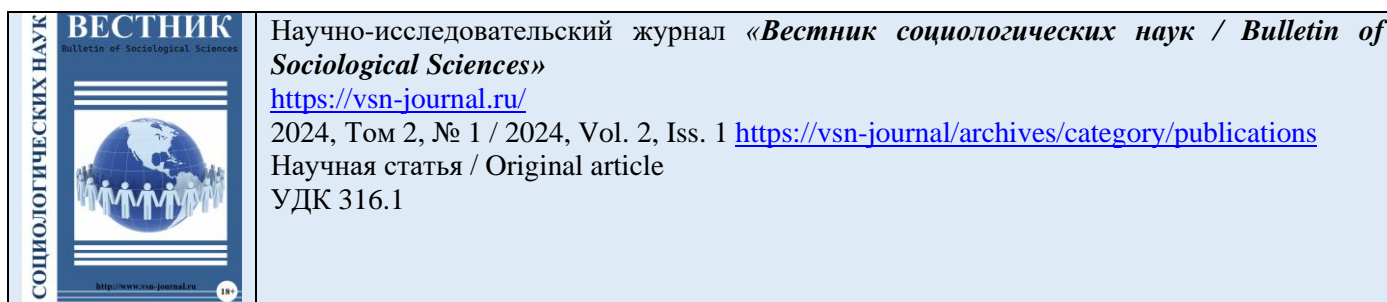 СОЦИОЛОГИЧЕСКИХ НАУК
ВЕСТНИК
Bulletin of Sociological Sciences
http://www.vsn-journal.ru
18+
Научно-исследовательский журнал «Вестник социологических наук / Bulletin of
Sociological Sciences»
https://vsn-journal.ru/
2024, Том 2, № 1 / 2024, Vol. 2, Iss. 1 https://vsn-journal/archives/category/publications
Научная статья / Original article
УДК 316.1